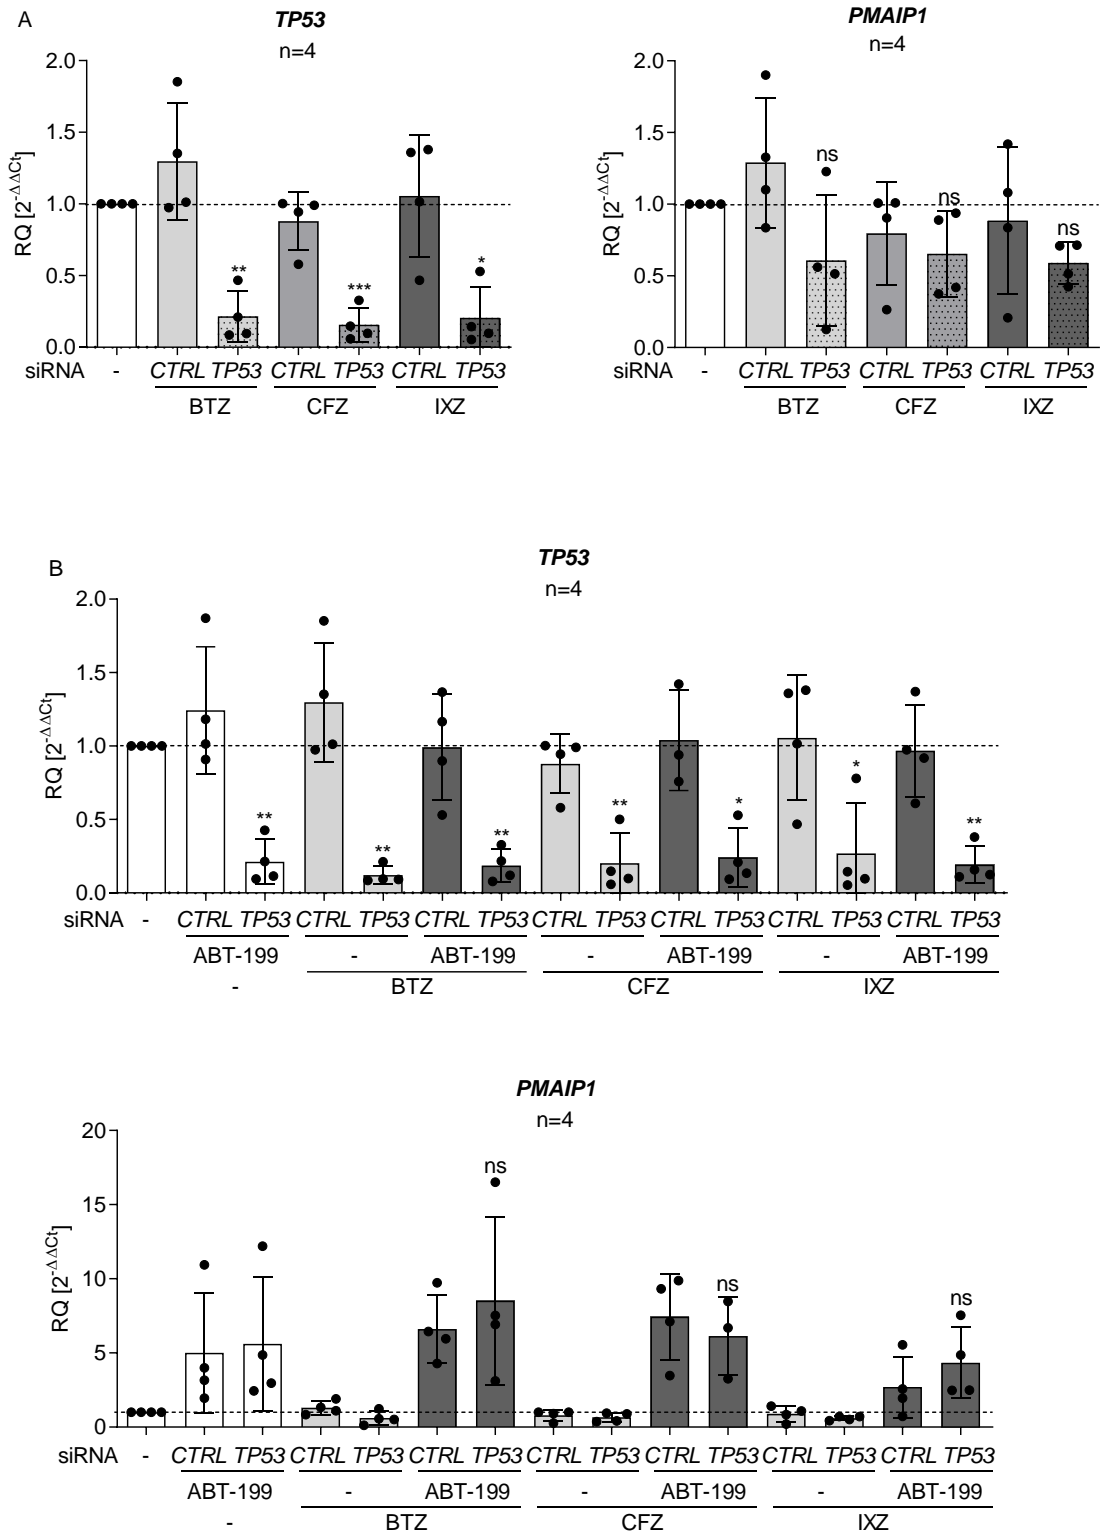 A
TP53
n=4
RQ [2-ΔΔCt]
2.0
1.5
1.0
0.5
0.0
** *** *
siRNA - CTRL TP53 CTRL TP53 CTRL TP53
BTZ CFZ IXZ
PMAIP1
n=4
RQ [2-ΔΔCt]
2.0
1.5
1.0
0.5
0.0
ns ns ns
siRNA - CTRL TP53 CTRL TP53 CTRL TP53
BTZ CFZ IXZ
B
TP53
n=4
RQ [2-ΔΔCt]
2.0
1.5
1.0
0.5
0.0
** ** ** ** * * **
siRNA - CTRL TP53 CTRL TP53 CTRL TP53 CTRL TP53 CTRL TP53 CTRL TP53 CTRL TP53
ABT-199 - ABT-199 - ABT-199 - ABT-199
- BTZ CFZ IXZ
PMAIP1
n=4
RQ [2-ΔΔCt]
20
15
10
5
0
ns ns ns
siRNA - CTRL TP53 CTRL TP53 CTRL TP53 CTRL TP53 CTRL TP53 CTRL TP53 CTRL TP53
ABT-199 - ABT-199 - ABT-199 - ABT-199
- BTZ CFZ IXZ